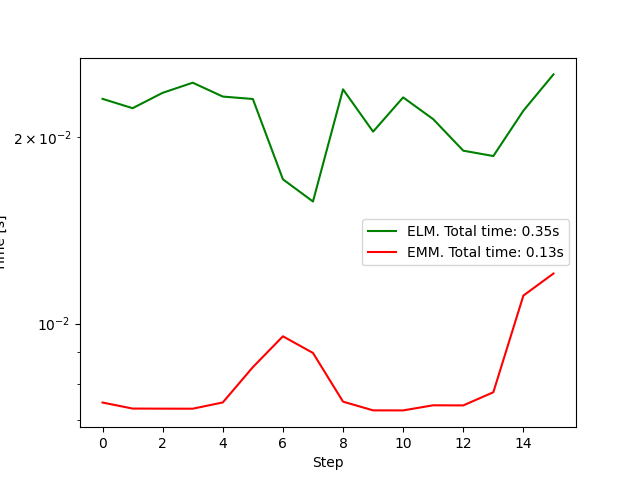 2 × 10⁻²
10⁻²
Time [s]
ELM. Total time: 0.35s
EMM. Total time: 0.13s
0 2 4 6 8 10 12 14
Step